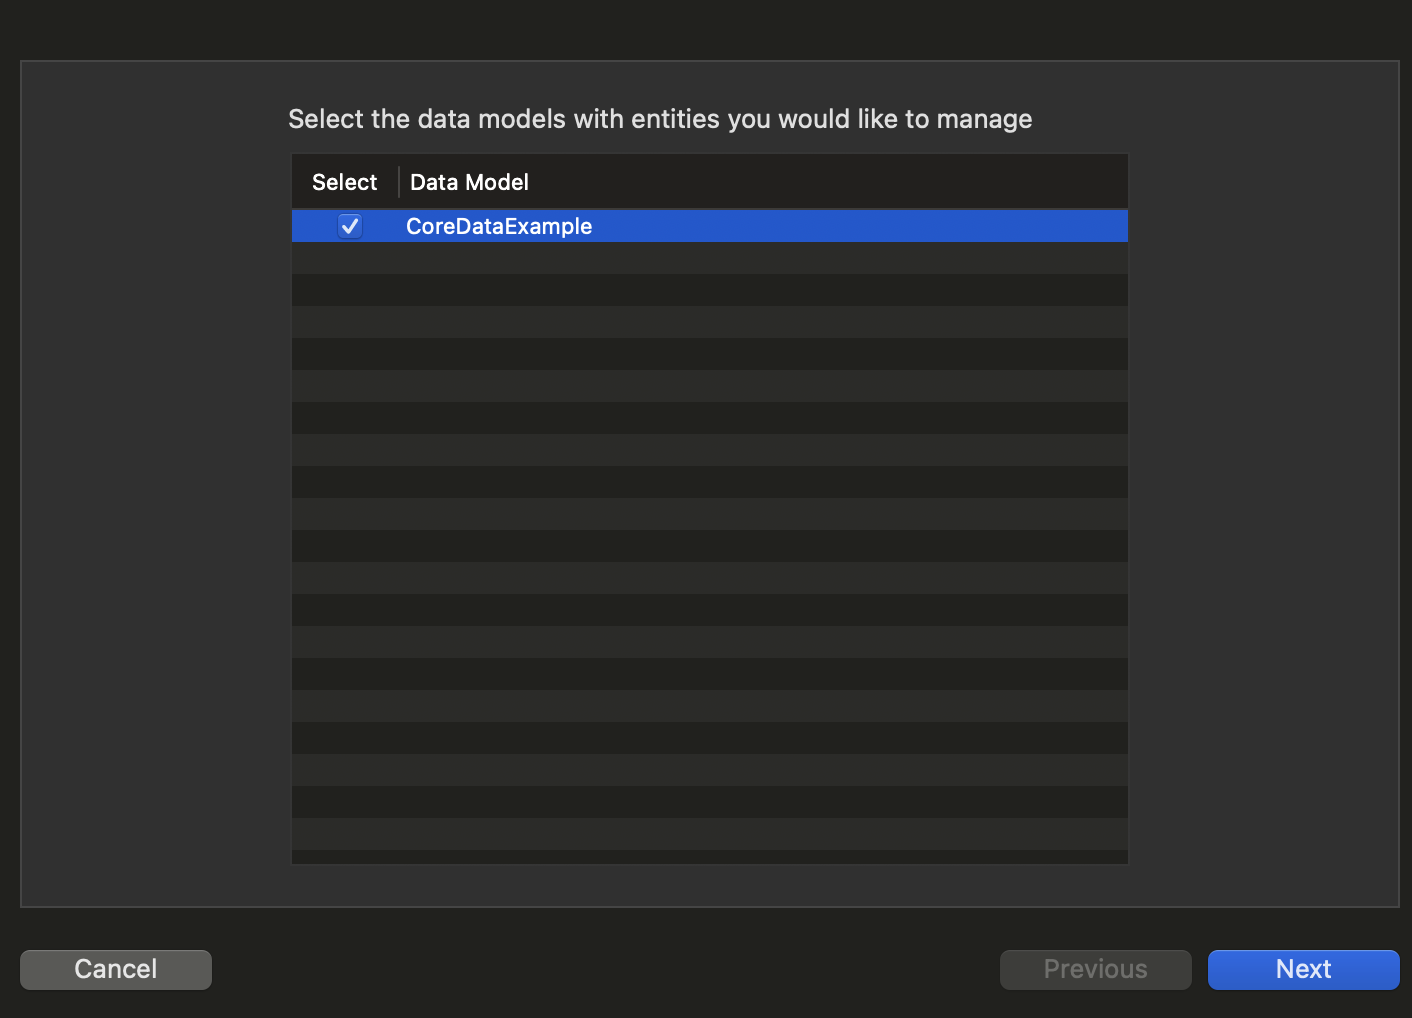 Select the data models with entities you would like to manage
Select Data Model
CoreDataExample
Cancel Previous Next